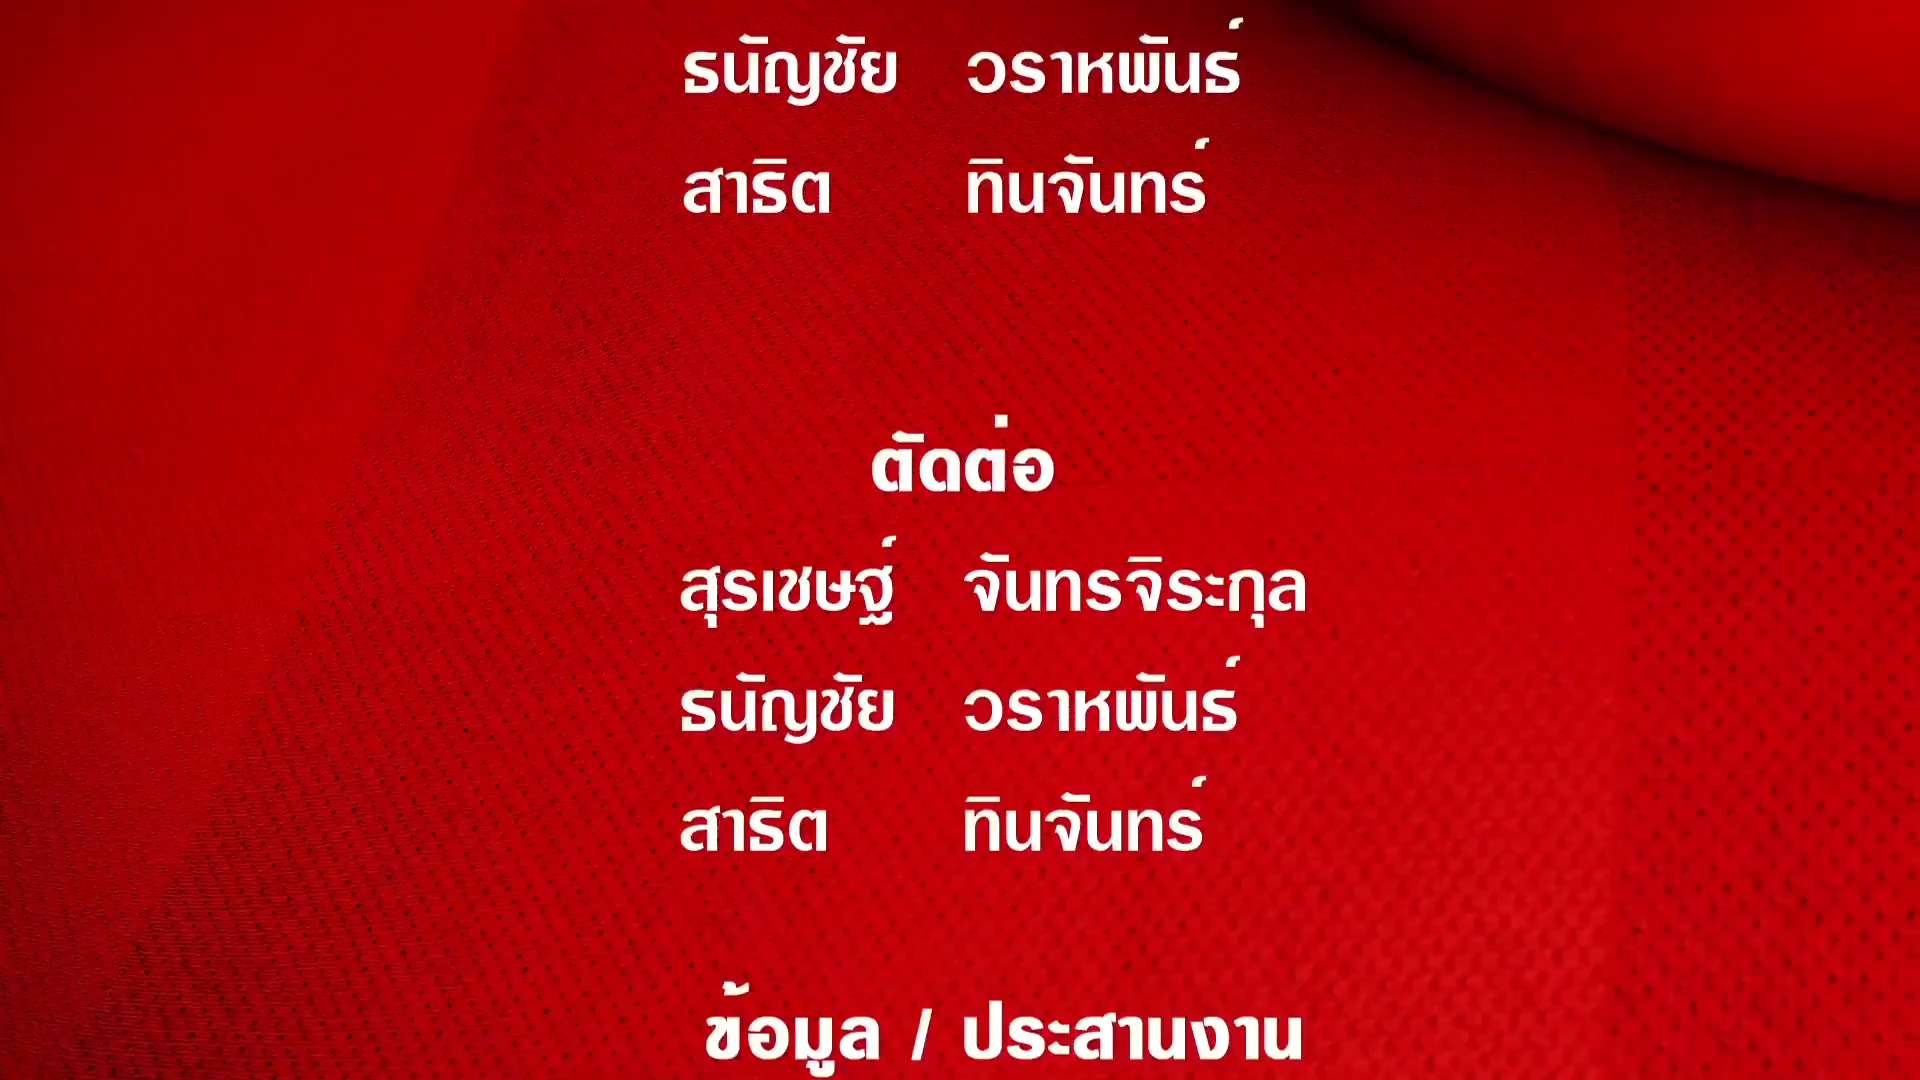 ธนัญชัย วราหพันธ์
สาธิต ทินจันทร์
ตัดต่อ
สุรเชษฐ์ จันทรจิระกุล
ธนัญชัย วราหพันธ์
สาธิต ทินจันทร์
ข้อมูล / ประสานงาน